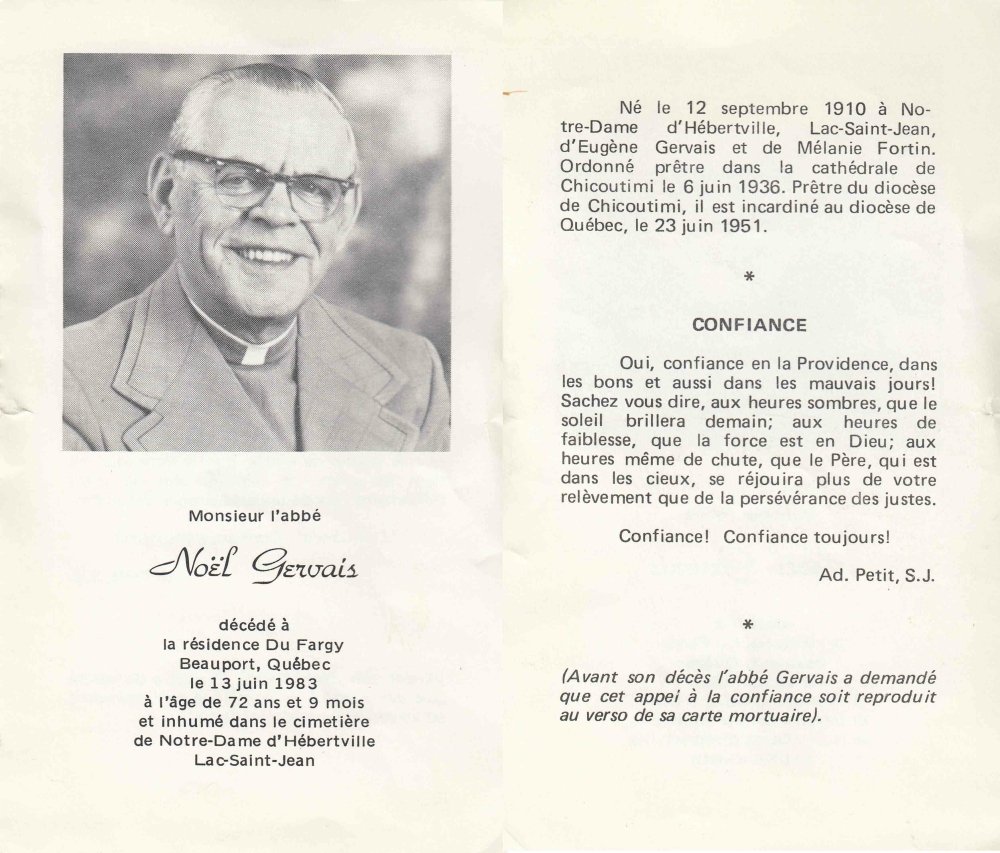 Monsieur l'abbé
Noël Gervais
décédé à
la résidence Du Fargy
Beauport, Québec
le 13 juin 1983
à l'âge de 72 ans et 9 mois
et inhumé dans le cimetière
de Notre-Dame d'Hébertville
Lac-Saint-Jean
Né le 12 septembre 1910 à No-
tre-Dame d'Hébertville, Lac-Saint-Jean,
d'Eugène Gervais et de Mélanie Fortin.
Ordonné prêtre dans la cathédrale de
Chicoutimi le 6 juin 1936. Prêtre du diocèse
de Chicoutimi, il est incardiné au diocèse de
Québec, le 23 juin 1951.
*
CONFIANCE
Oui, confiance en la Providence, dans
les bons et aussi dans les mauvais jours!
Sachez vous dire, aux heures sombres, que le
soleil brillera demain; aux heures de
faiblesse, que la force est en Dieu; aux
heures même de chute, que le Père, qui est
dans les cieux, se réjouira plus de votre
relèvement que de la persévérance des justes.
Confiance! Confiance toujours!
Ad. Petit, S.J.
*
(Avant son décès l'abbé Gervais a demandé
que cet appei à la confiance soit reproduit
au verso de sa carte mortuaire).